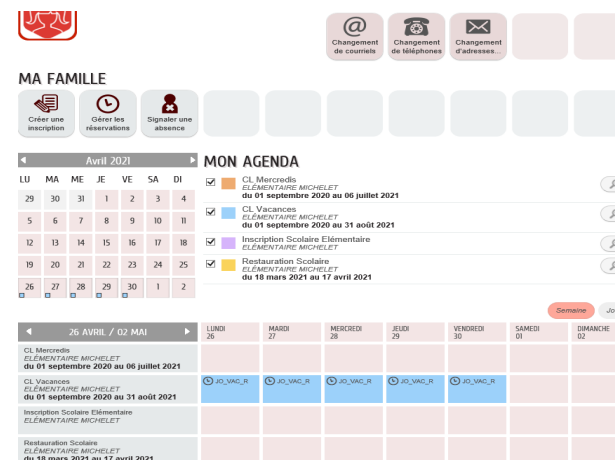 @
Changement
de courriels
Changement
de téléphones
Changement
d'adresses...
MA FAMILLE
Créer une
inscription
Gérer les
réservations
Signaler une
absence
Avril 2021
LU MA ME JE VE SA DI
29 30 31 1 2 3 4
5 6 7 8 9 10 11
12 13 14 15 16 17 18
19 20 21 22 23 24 25
26 27 28 29 30 1 2
MON AGENDA
CL Mercredis
ELÉMENTAIRE MICHELET
du 01 septembre 2020 au 06 juillet 2021
CL Vacances
ELÉMENTAIRE MICHELET
du 01 septembre 2020 au 31 août 2021
Inscription Scolaire Elémentaire
ELÉMENTAIRE MICHELET
Restauration Scolaire
ELÉMENTAIRE MICHELET
du 18 mars 2021 au 17 avril 2021
Semaine Jo
26 AVRIL / 02 MAI
LUNDI
26
MARDI
27
MERCREDI
28
JEUDI
29
VENDREDI
30
SAMEDI
01
DIMANCHE
02
CL Mercredis
ELÉMENTAIRE MICHELET
du 01 septembre 2020 au 06 juillet 2021
CL Vacances
ELÉMENTAIRE MICHELET
du 01 septembre 2020 au 31 août 2021
JO_VAC_R JO_VAC_R JO_VAC_R JO_VAC_R JO_VAC_R
Inscription Scolaire Elémentaire
ELÉMENTAIRE MICHELET
Restauration Scolaire
ELÉMENTAIRE MICHELET
du 18 mars 2021 au 17 avril 2021